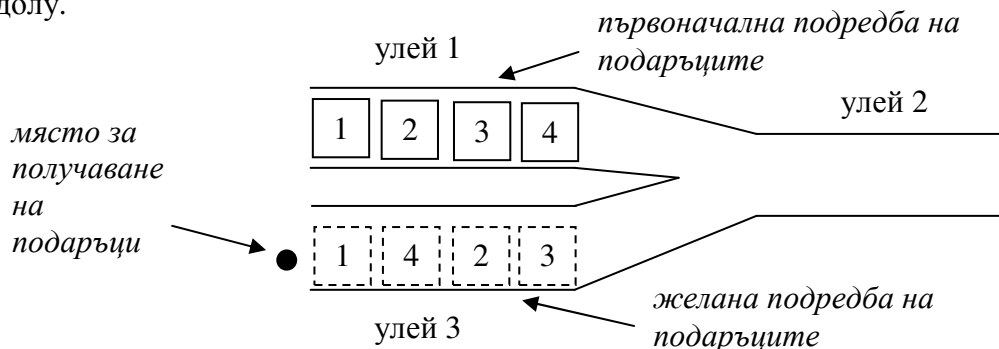 долу.
първоначална подредба на
подаръците
улей 1
улей 2
1 2 3 4
място за
получаване
на
подаръци
1 4 2 3
желана подредба на
подаръците
улей 3